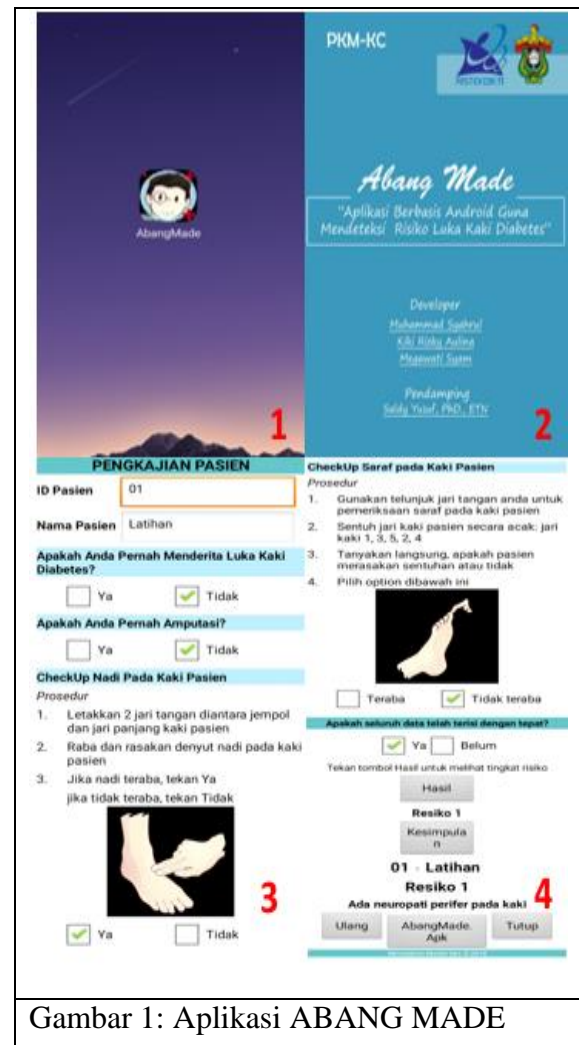 AbangMade
1
PKM-KC
Abang Made
"Aplikasi Berbasis Android Guna
Mendeteksi Risiko Luka Kaki Diabetes"
Developer
Muhammad Syahrul
Kiki Rizky Aulina
Megawati Syam
Pendamping
Saldy Yusuf, PhD., ETN
2
PENGKAJIAN PASIEN
ID Pasien 01
Nama Pasien Latihan
Apakah Anda Pernah Menderita Luka Kaki
Diabetes?
Ya Tidak
Apakah Anda Pernah Amputasi?
Ya Tidak
CheckUp Nadi Pada Kaki Pasien
Prosedur
1. Letakkan 2 jari tangan diantara jempol
dan jari panjang kaki pasien
2. Raba dan rasakan denyut nadi pada kaki
pasien
3. Jika nadi teraba, tekan Ya
jika tidak teraba, tekan Tidak
3
Ya Tidak
CheckUp Saraf pada Kaki Pasien
Prosedur
1. Gunakan telunjuk jari tangan anda untuk
pemeriksaan saraf pada kaki pasien
2. Sentuh jari kaki pasien secara acak: jari
kaki 1, 3, 5, 2, 4
3. Tanyakan langsung, apakah pasien
merasakan sentuhan atau tidak
4. Pilih option dibawah ini
Teraba Tidak teraba
Apakah seluruh data telah terisi dengan tepat?
Ya Belum
Tekan tombol Hasil untuk melihat tingkat risiko
Hasil
Resiko 1
Kesimpula
n
01 - Latihan
Resiko 1
Ada neuropati perifer pada kaki
4
Ulang AbangMade. Tutup
Apk
Gambar 1: Aplikasi ABANG MADE